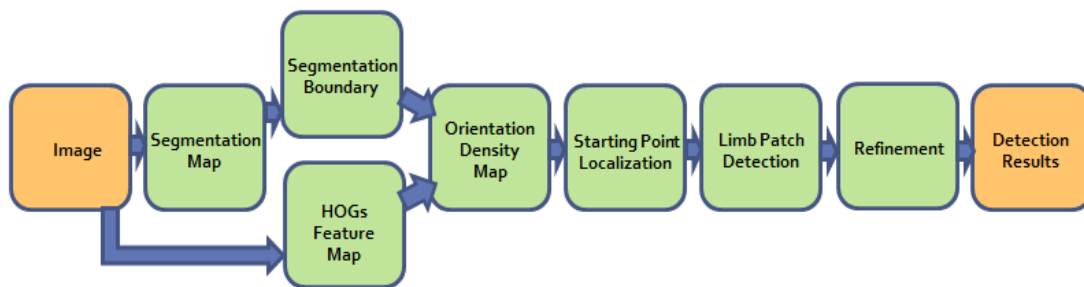 Image
Segmentation
Map
Segmentation
Boundary
HOGs
Feature
Map
Orientation
Density
Map
Starting Point
Localization
Limb Patch
Detection
Refinement
Detection
Results